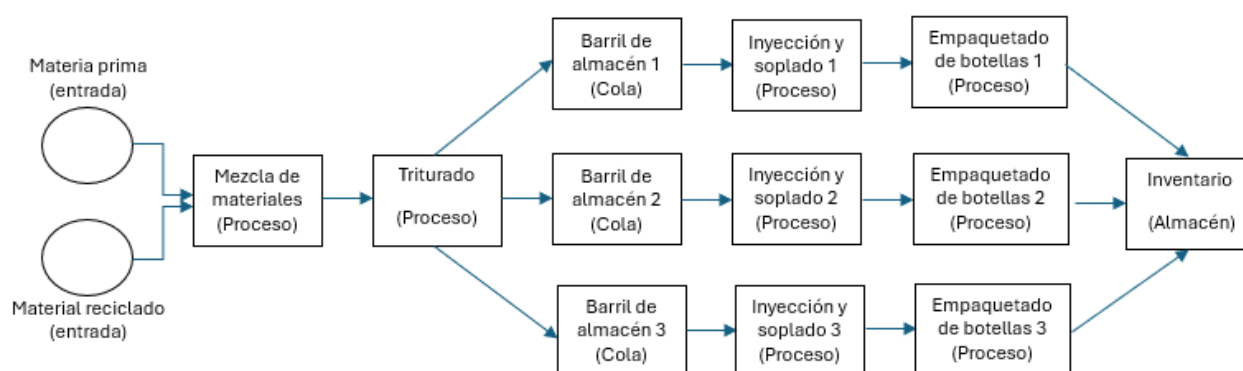 Materia prima
(entrada)
Material reciclado
(entrada)
Mezcla de
materiales
(Proceso)
Triturado
(Proceso)
Barril de
almacén 1
(Cola)
Inyección y
soplado 1
(Proceso)
Empaquetado
de botellas 1
(Proceso)
Barril de
almacén 2
(Cola)
Inyección y
soplado 2
(Proceso)
Empaquetado
de botellas 2
(Proceso)
Barril de
almacén 3
(Cola)
Inyección y
soplado 3
(Proceso)
Empaquetado
de botellas 3
(Proceso)
Inventario
(Almacén)